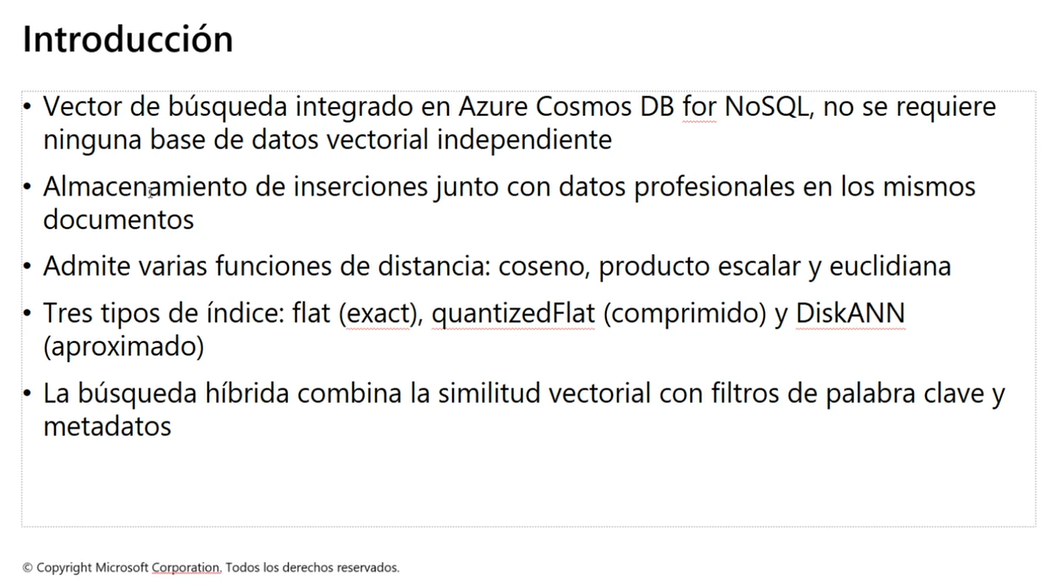 Introducción
• Vector de búsqueda integrado en Azure Cosmos DB for NoSQL, no se requiere
ninguna base de datos vectorial independiente
• Almacenamiento de inserciones junto con datos profesionales en los mismos
documentos
• Admite varias funciones de distancia: coseno, producto escalar y euclidiana
• Tres tipos de índice: flat (exact), quantizedFlat (comprimido) y DiskANN
(aproximado)
• La búsqueda híbrida combina la similitud vectorial con filtros de palabra clave y
metadatos
© Copyright Microsoft Corporation. Todos los derechos reservados.